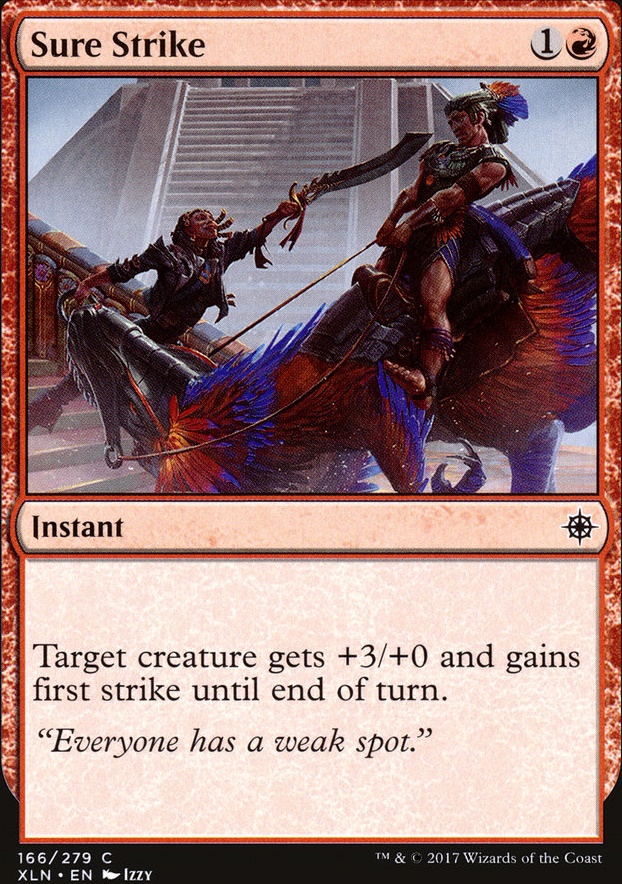 Sure Strike 1
Instant
Target creature gets +3/+0 and gains
first strike until end of turn.
“Everyone has a weak spot.”
166/279 C
XLN • EN Izzy
™ & © 2017 Wizards of the Coast